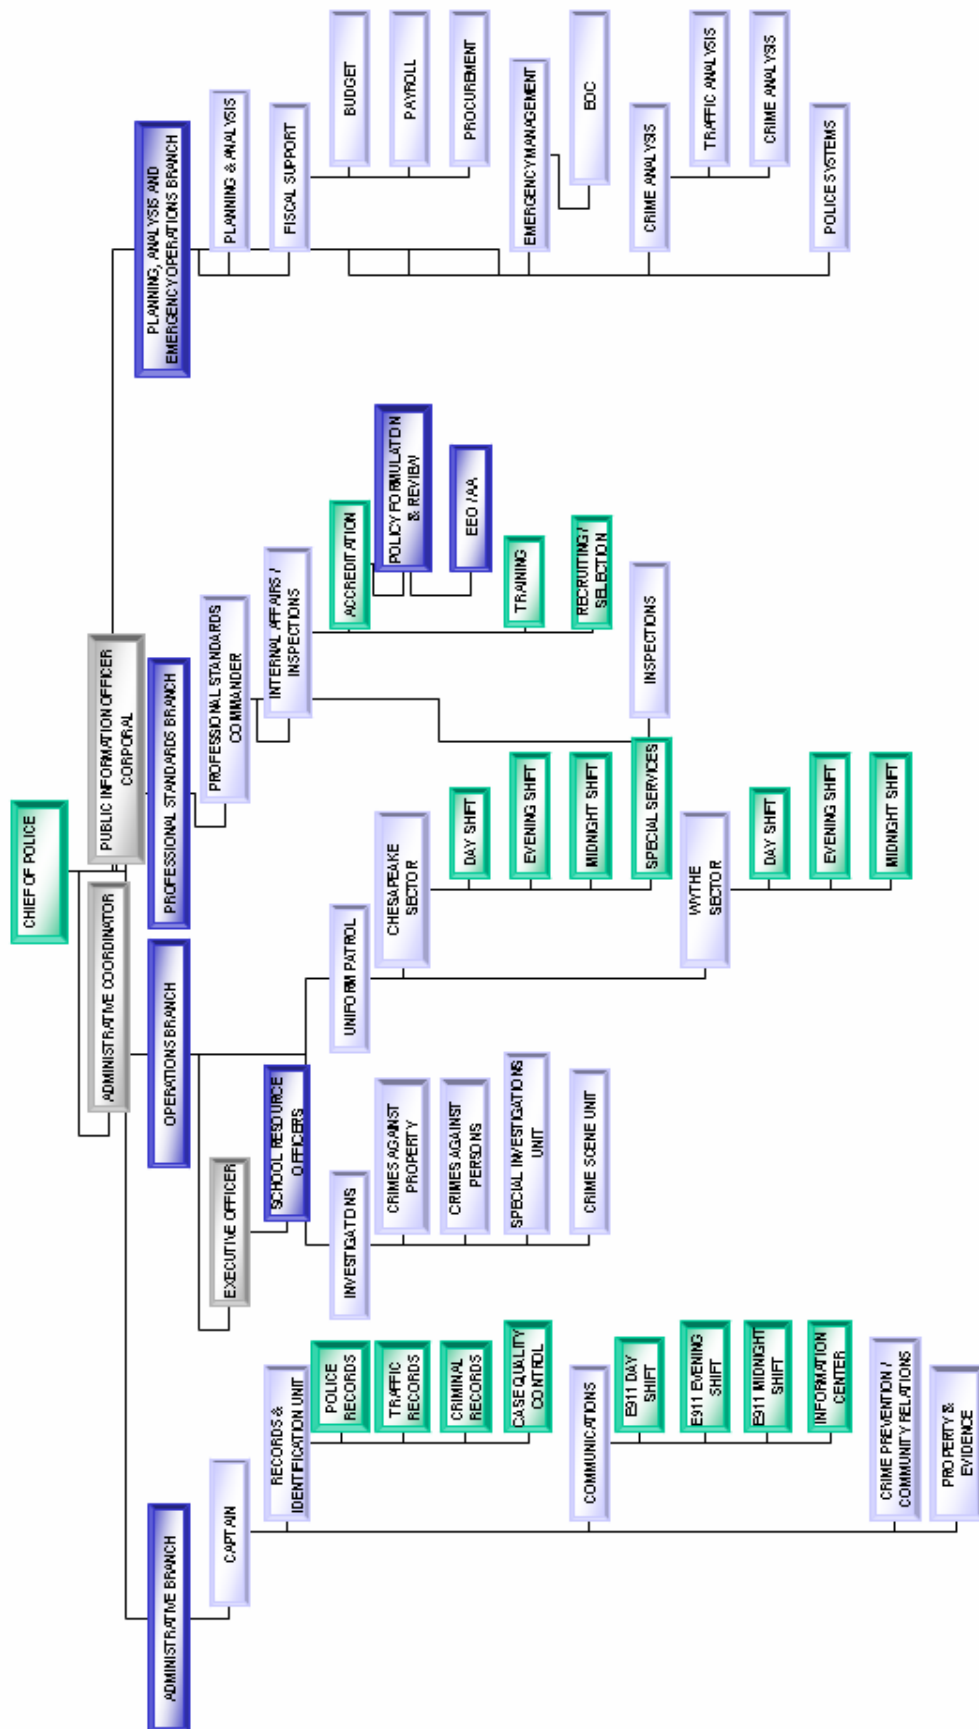 CHIEF OF POLICE
ADMINISTRATIVE COORDINATOR
PUBLIC INFORMATION OFFICER
CORPORAL
ADMINISTRATIVE BRANCH
OPERATIONS BRANCH
PROFESSIONAL STANDARDS BRANCH
PLANNING, ANALYSIS AND
EMERGENCY OPERATIONS BRANCH
CAPTAIN
RECORDS &
IDENTIFICATION UNIT
POLICE
RECORDS
TRAFFIC
RECORDS
CRIMINAL
RECORDS
CASE QUALITY
CONTROL
COMMUNICATIONS
E911 DAY
SHIFT
E911 EVENING
SHIFT
E911 MIDNIGHT
SHIFT
INFORMATION
CENTER
CRIME PREVENTION /
COMMUNITY RELATIONS
PROPERTY &
EVIDENCE
EXECUTIVE OFFICER
SCHOOL RESOURCE
OFFICERS
INVESTIGATIONS
CRIMES AGAINST
PROPERTY
CRIMES AGAINST
PERSONS
SPECIAL INVESTIGATIONS
UNIT
CRIME SCENE UNIT
UNIFORM PATROL
CHESAPEAKE
SECTOR
DAY SHIFT
EVENING SHIFT
MIDNIGHT SHIFT
SPECIAL SERVICES
WYTHE
SECTOR
DAY SHIFT
EVENING SHIFT
MIDNIGHT SHIFT
PROFESSIONAL STANDARDS
COMMANDER
INTERNAL AFFAIRS /
INSPECTIONS
ACCREDITATION
POLICY FORMULATION
& REVIEW
EEO / AA
TRAINING
RECRUITING /
SELECTION
INSPECTIONS
PLANNING & ANALYSIS
FISCAL SUPPORT
BUDGET
PAYROLL
PROCUREMENT
EMERGENCY MANAGEMENT
EOC
CRIME ANALYSIS
TRAFFIC ANALYSIS
CRIME ANALYSIS
POLICE SYSTEMS